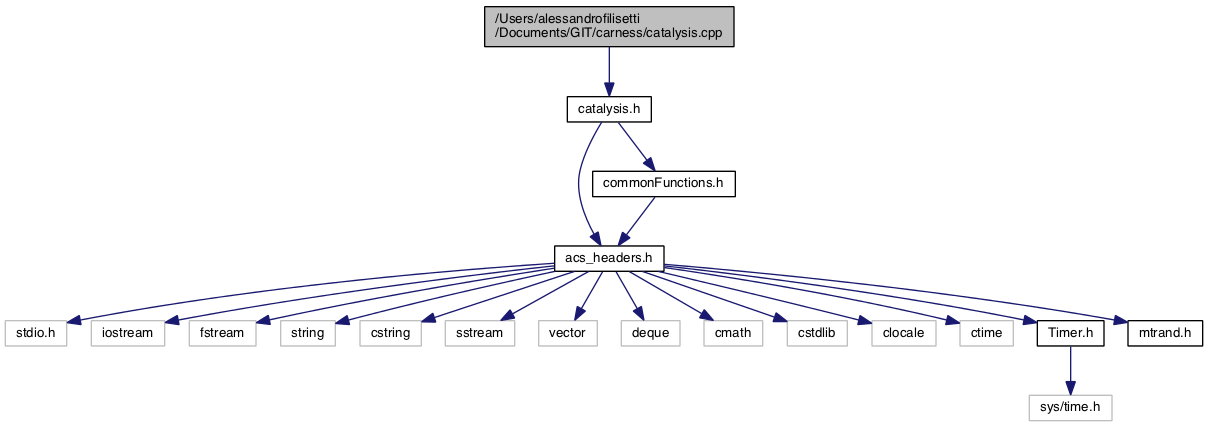 /Users/alessandrofilisetti
/Documents/GIT/carness/catalysis.cpp
catalysis.h
commonFunctions.h
acs_headers.h
stdio.h
iostream
fstream
string
cstring
sstream
vector
deque
cmath
cstdlib
clocale
ctime
Timer.h
mtrand.h
sys/time.h